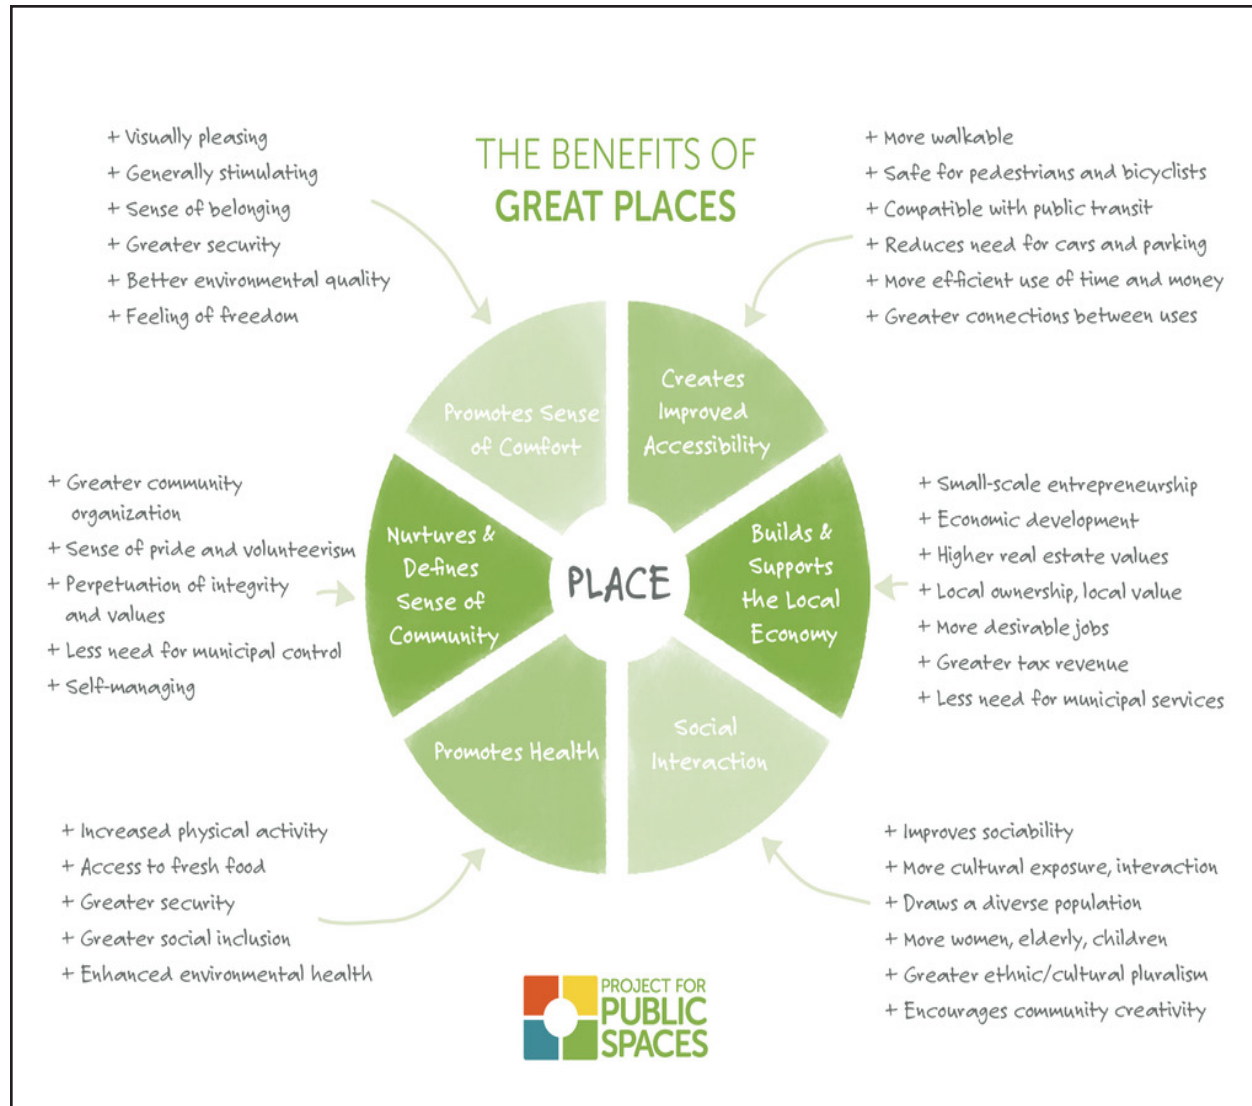 THE BENEFITS OF
GREAT PLACES
+ Visually pleasing
+ Generally stimulating
+ Sense of belonging
+ Greater security
+ Better environmental quality
+ Feeling of freedom
+ More walkable
+ Safe for pedestrians and bicyclists
+ Compatible with public transit
+ Reduces need for cars and parking
+ More efficient use of time and money
+ Greater connections between uses
Promotes Sense
of Comfort
Creates
Improved
Accessibility
+ Greater community
organization
+ Sense of pride and volunteerism
+ Perpetuation of integrity
and values
+ Less need for municipal control
+ Self-managing
Nurtures &
Defines
Sense of
Community
PLACE
Builds &
Supports
the Local
Economy
+ Small-scale entrepreneurship
+ Economic development
+ Higher real estate values
+ Local ownership, local value
+ More desirable jobs
+ Greater tax revenue
+ Less need for municipal services
Promotes Health
Social
Interaction
+ Increased physical activity
+ Access to fresh food
+ Greater security
+ Greater social inclusion
+ Enhanced environmental health
+ Improves sociability
+ More cultural exposure, interaction
+ Draws a diverse population
+ More women, elderly, children
+ Greater ethnic/cultural pluralism
+ Encourages community creativity
PROJECT FOR
PUBLIC
SPACES